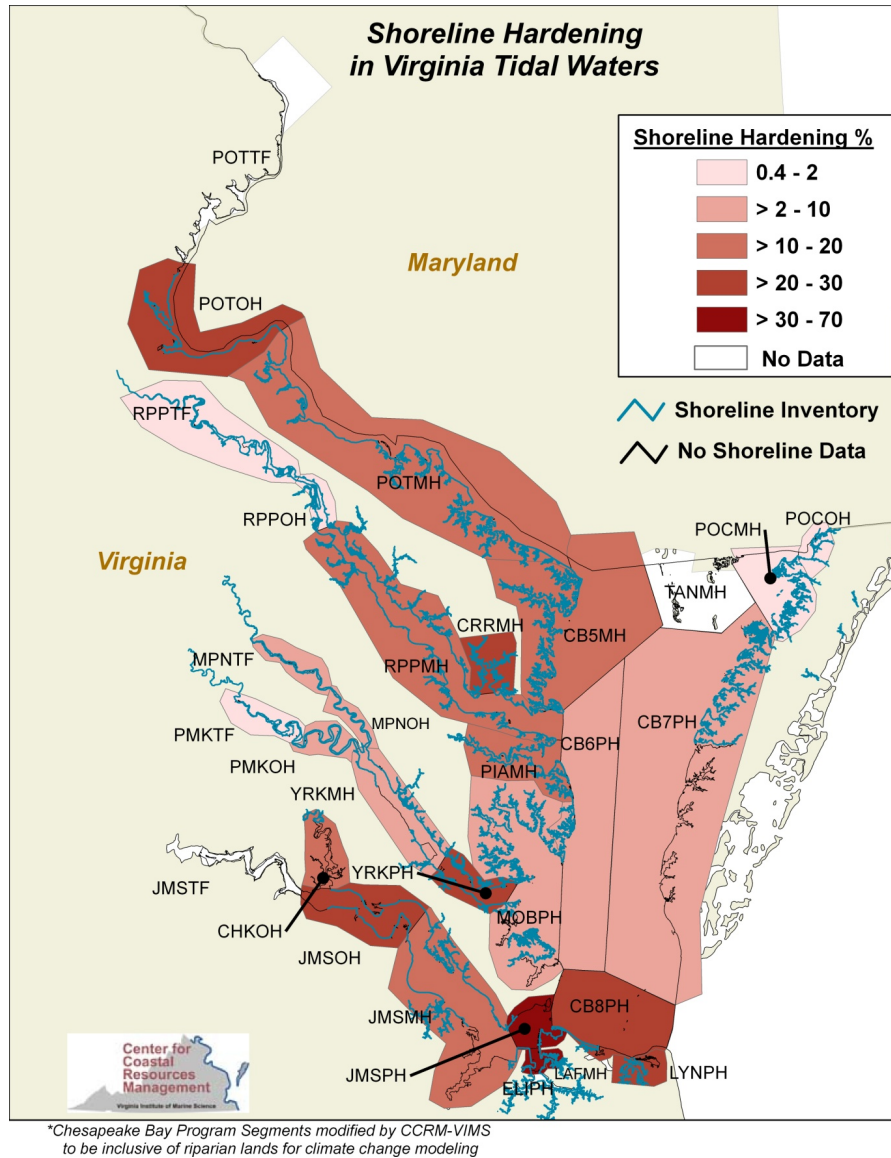 Shoreline Hardening
in Virginia Tidal Waters
Shoreline Hardening %
0.4 - 2
> 2 - 10
> 10 - 20
> 20 - 30
> 30 - 70
No Data
Shoreline Inventory
No Shoreline Data
POTTF
Maryland
POTOH
RPPTF
POTMH
RPPOH
POCOH
POCMH
Virginia
TANMH
CRRMH
CB5MH
RPPMH
MPNTF
MPNOH
CB7PH
PMKTF
CB6PH
PMKOH
PIAMH
YRKMH
YRKPH
JMSTF
MOBPH
CHKOH
JMSOH
CB8PH
JMSMH
JMSPH
LAFMH
LYNPH
ELIPH
Center for
Coastal
Resources
Management
Virginia Institute of Marine Science
*Chesapeake Bay Program Segments modified by CCRM-VIMS
to be inclusive of riparian lands for climate change modeling